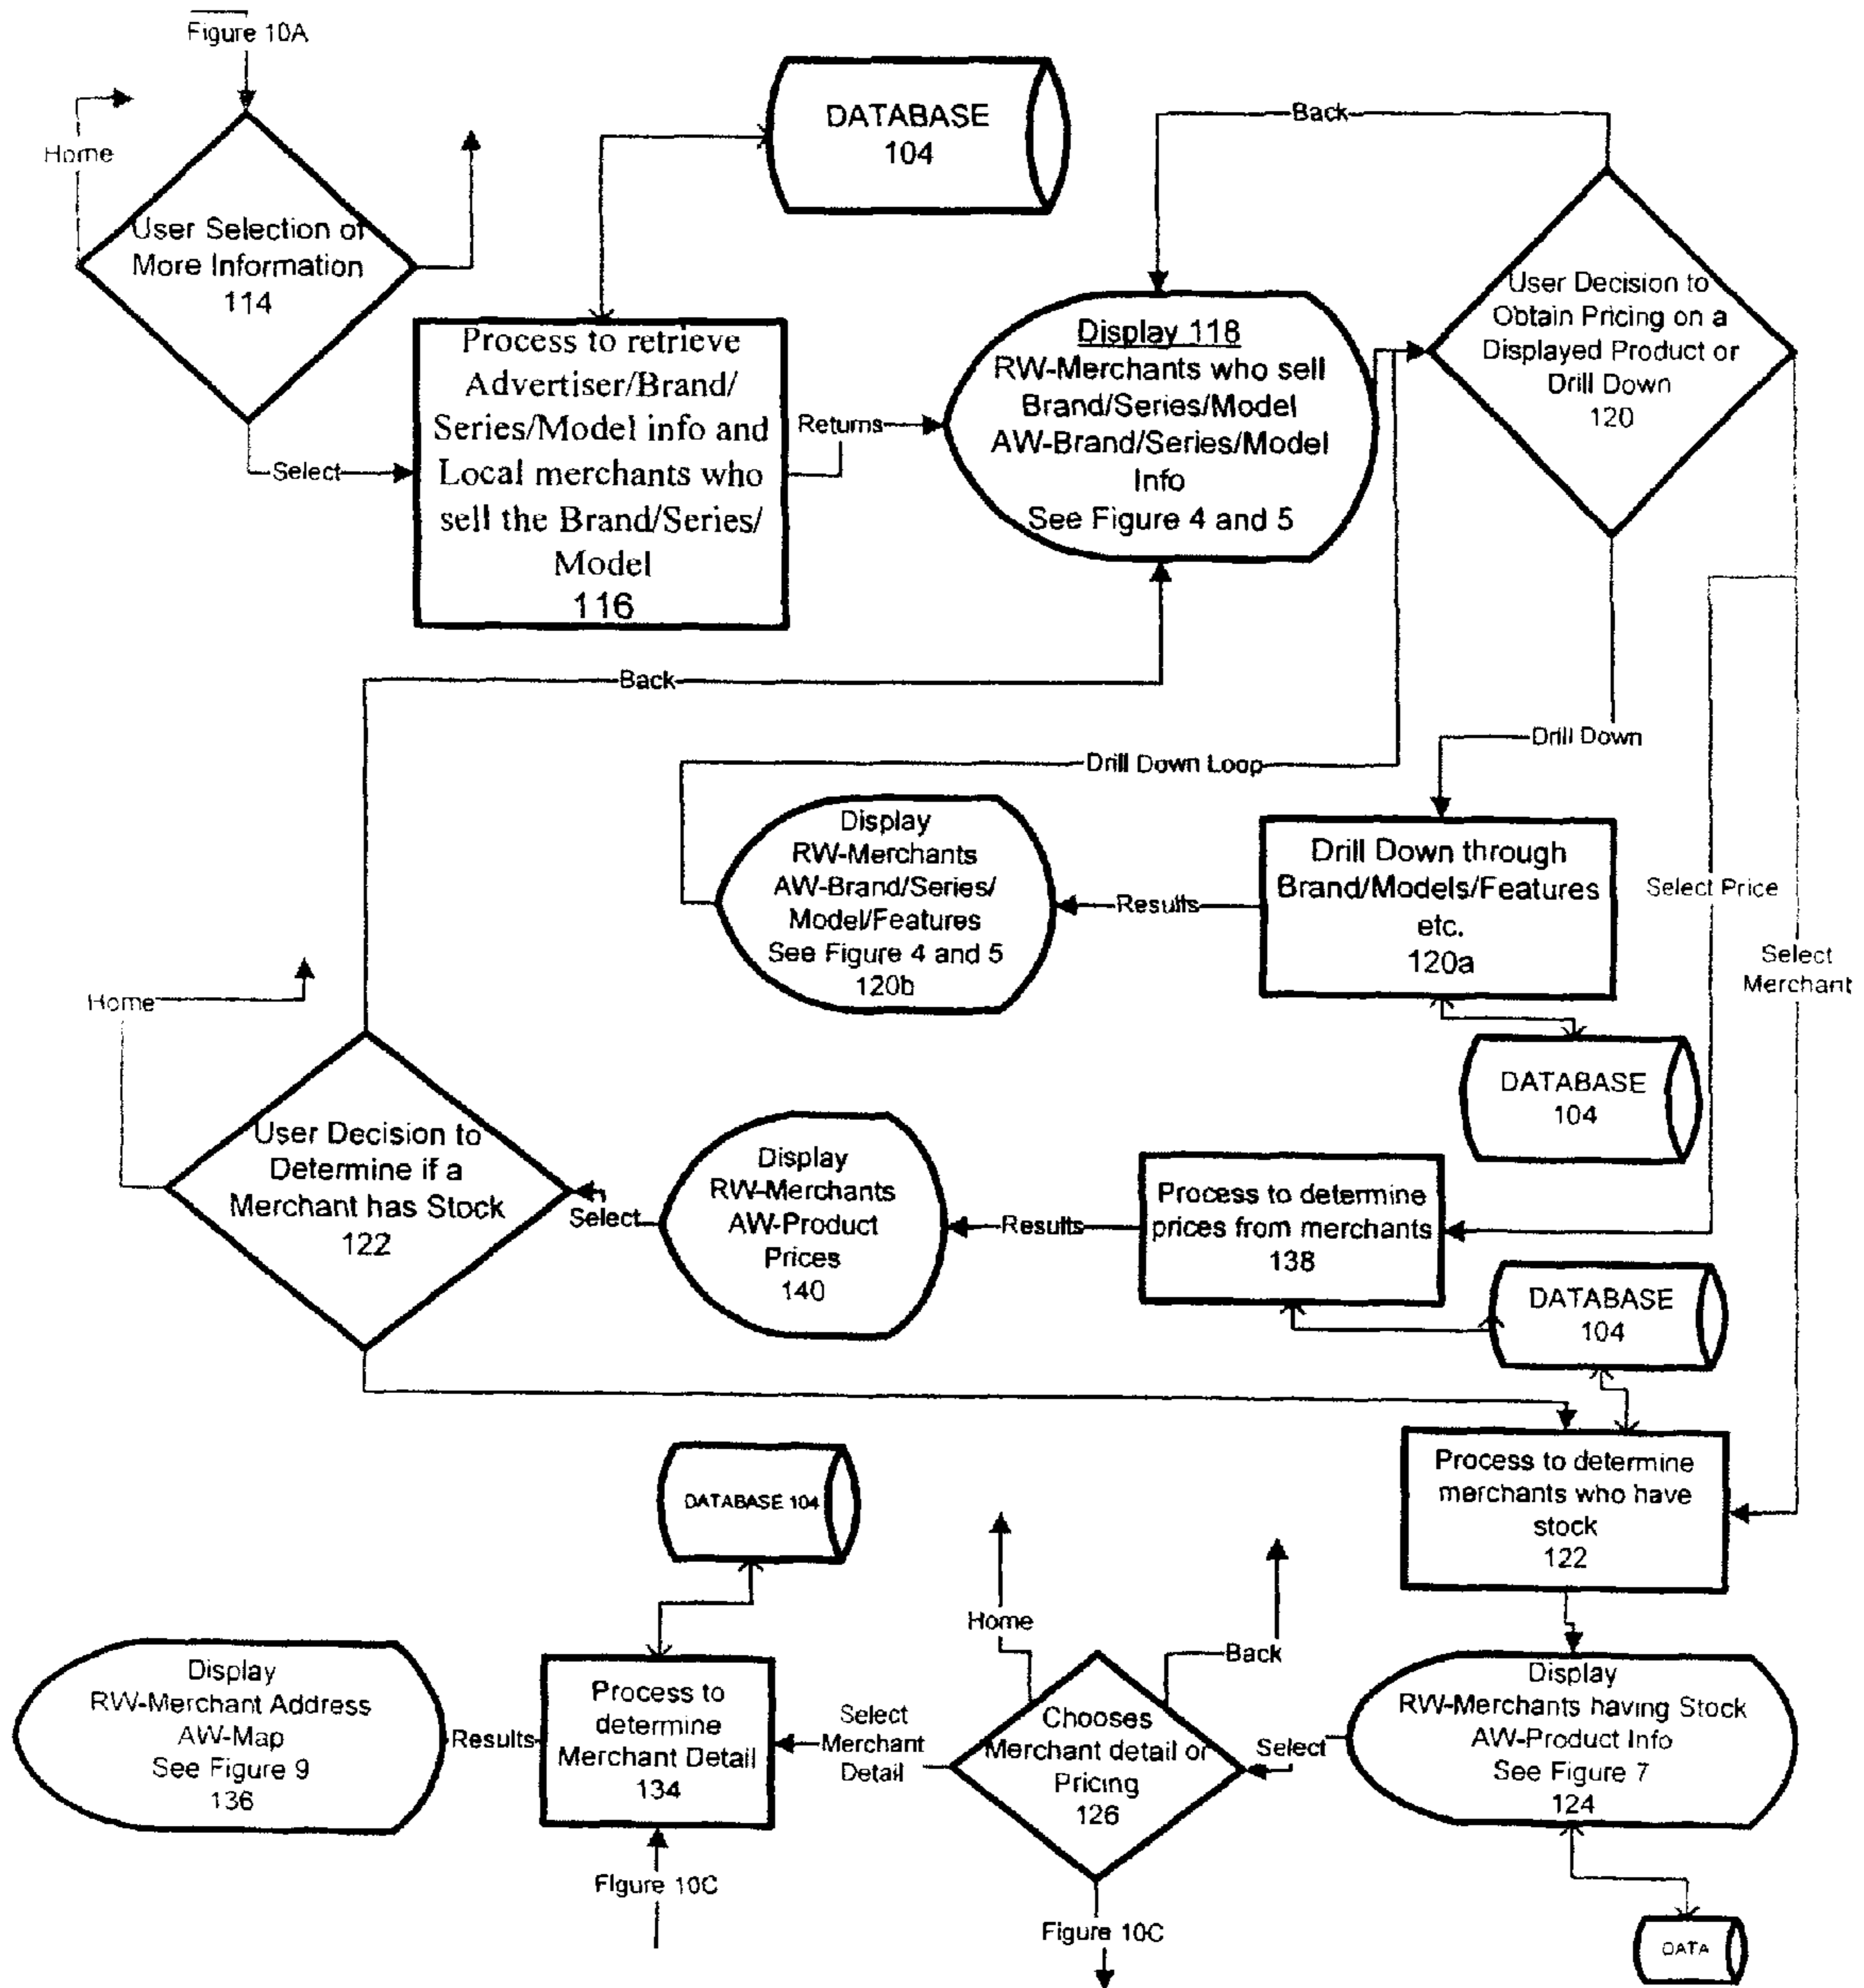 Figure 10A
Home
User Selection of
More Information
114
Select
DATABASE
104
Process to retrieve
Advertiser/Brand/
Series/Model info and
Local merchants who
sell the Brand/Series/
Model
116
Returns
Display 118
RW-Merchants who sell
Brand/Series/Model
AW-Brand/Series/Model
Info
See Figure 4 and 5
Back
User Decision to
Obtain Pricing on a
Displayed Product or
Drill Down
120
Back
Drill Down
Drill Down Loop
Display
RW-Merchants
AW-Brand/Series/
Model/Features
See Figure 4 and 5
120b
Results
Drill Down through
Brand/Models/Features
etc.
120a
Select Price
Select
Merchant
DATABASE
104
Home
User Decision to
Determine if a
Merchant has Stock
122
Select
Display
RW-Merchants
AW-Product
Prices
140
Results
Process to determine
prices from merchants
138
DATABASE
104
Process to determine
merchants who have
stock
122
DATABASE 104
Home
Back
Display
RW-Merchant Address
AW-Map
See Figure 9
136
Results
Process to
determine
Merchant Detail
134
Select
Merchant
Detail
Chooses
Merchant detail or
Pricing
126
Select
Display
RW-Merchants having Stock
AW-Product Info
See Figure 7
124
Figure 10C
Figure 10C
DATA